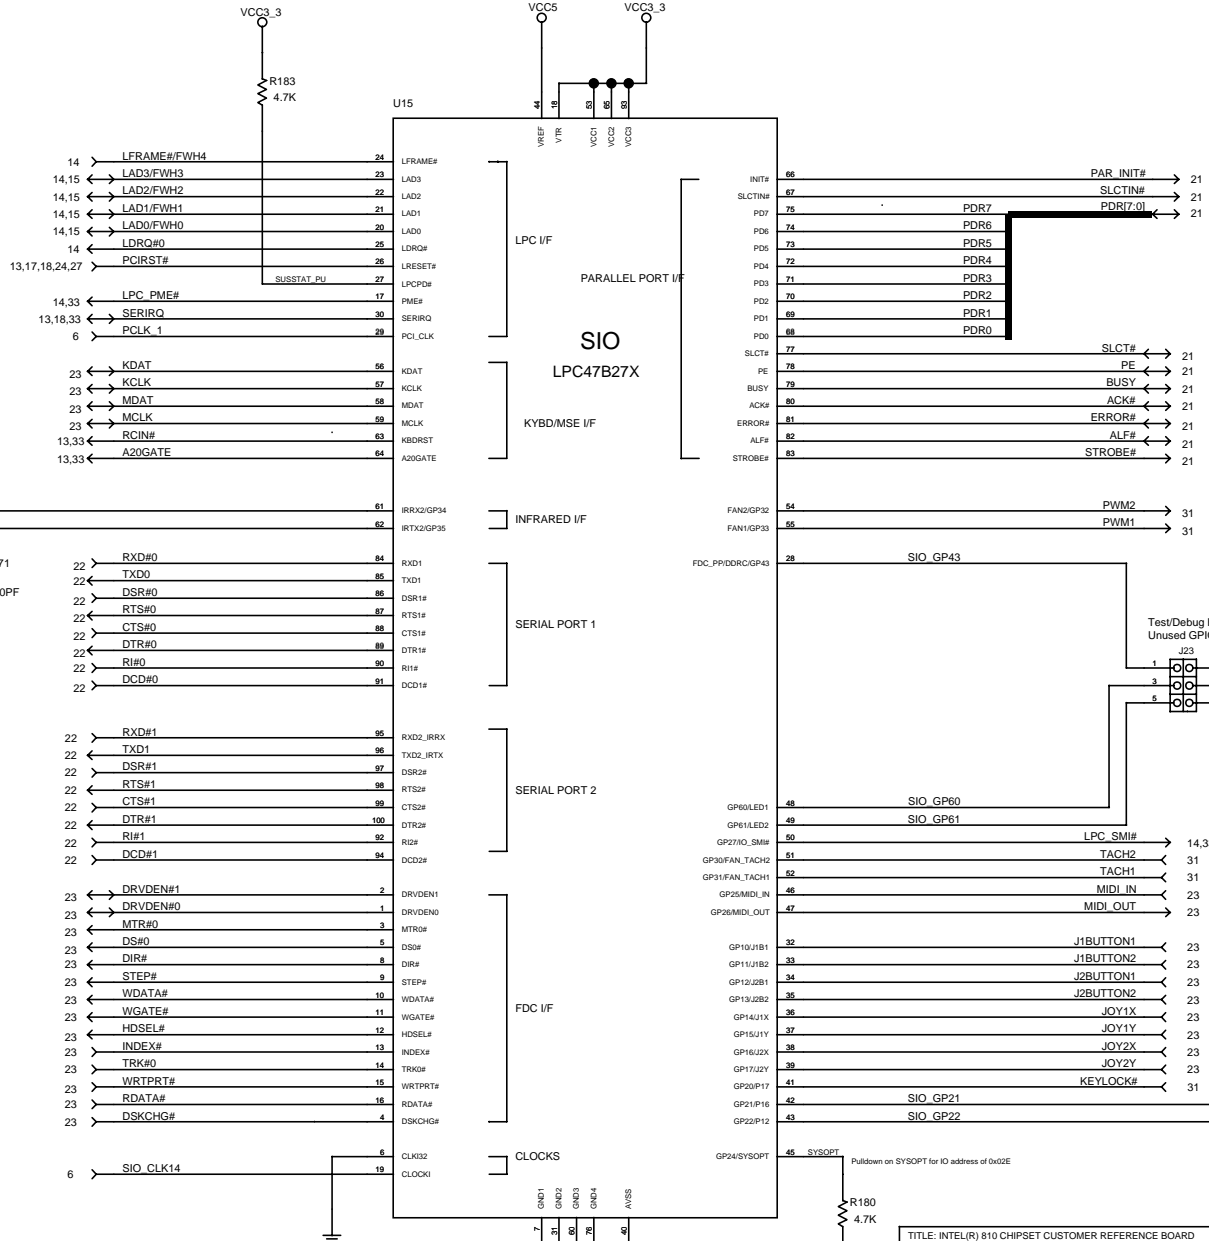 VCC3_3 VCC5 VCC3_3
R183
4.7K
U15
44 18 53 65 93
VREF VTR VCC1 VCC2 VCC3
14 LFRAME#/FWH4 24 LFRAME#
14,15 LAD3/FWH3 23 LAD3
14,15 LAD2/FWH2 22 LAD2
14,15 LAD1/FWH1 21 LAD1
14,15 LAD0/FWH0 20 LAD0
14 LDRQ#0 25 LDRQ#
13,17,18,24,27 PCIRST# 26 LRESET#
SUSSTAT_PU 27 LPCPD#
14,33 LPC_PME# 17 PME#
13,18,33 SERIRQ 30 SERIRQ
6 PCLK_1 29 PCI_CLK
LPC I/F
23 KDAT 56 KDAT
23 KCLK 57 KCLK
23 MDAT 58 MDAT
23 MCLK 59 MCLK
13,33 RCIN# 63 KBDRST
13,33 A20GATE 64 A20GATE
KYBD/MSE I/F
61 IRRX2/GP34
62 IRTX2/GP35
INFRARED I/F
71
0PF
22 RXD#0 84 RXD1
22 TXD0 85 TXD1
22 DSR#0 86 DSR1#
22 RTS#0 87 RTS1#
22 CTS#0 88 CTS1#
22 DTR#0 89 DTR1#
22 RI#0 90 RI1#
22 DCD#0 91 DCD1#
SERIAL PORT 1
22 RXD#1 95 RXD2_IRRX
22 TXD1 96 TXD2_IRTX
22 DSR#1 97 DSR2#
22 RTS#1 98 RTS2#
22 CTS#1 99 CTS2#
22 DTR#1 100 DTR2#
22 RI#1 92 RI2#
22 DCD#1 94 DCD2#
SERIAL PORT 2
23 DRVDEN#1 2 DRVDEN1
23 DRVDEN#0 1 DRVDEN0
23 MTR#0 3 MTR0#
23 DS#0 5 DS0#
23 DIR# 8 DIR#
23 STEP# 9 STEP#
23 WDATA# 10 WDATA#
23 WGATE# 11 WGATE#
23 HDSEL# 12 HDSEL#
23 INDEX# 13 INDEX#
23 TRK#0 14 TRK0#
23 WRTPRT# 15 WRTPRT#
23 RDATA# 16 RDATA#
23 DSKCHG# 4 DSKCHG#
FDC I/F
6 CLKI32
6 SIO_CLK14 19 CLOCKI
CLOCKS
SIO
LPC47B27X
PARALLEL PORT I/F
INIT# 66 PAR_INIT# 21
SLCTIN# 67 SLCTIN# 21
PD7 75 PDR7 PDR[7:0] 21
PD6 74 PDR6
PD5 73 PDR5
PD4 72 PDR4
PD3 71 PDR3
PD2 70 PDR2
PD1 69 PDR1
PD0 68 PDR0
SLCT# 77 SLCT# 21
PE 78 PE 21
BUSY 79 BUSY 21
ACK# 80 ACK# 21
ERROR# 81 ERROR# 21
ALF# 82 ALF# 21
STROBE# 83 STROBE# 21
FAN2/GP32 54 PWM2 31
FAN1/GP33 55 PWM1 31
FDC_PP/DDRC/GP43 28 SIO_GP43
Test/Debug
Unused
J23
1
3
5
GP60/LED1 48 SIO_GP60
GP61/LED2 49 SIO_GP61
GP27/IO_SMI# 50 LPC_SMI# 14,3
GP30/FAN_TACH2 51 TACH2 31
GP31/FAN_TACH1 52 TACH1 31
GP25/MIDI_IN 46 MIDI_IN 23
GP26/MIDI_OUT 47 MIDI_OUT 23
GP10/J1B1 32 J1BUTTON1 23
GP11/J1B2 33 J1BUTTON2 23
GP12/J2B1 34 J2BUTTON1 23
GP13/J2B2 35 J2BUTTON2 23
GP14/J1X 36 JOY1X 23
GP15/J1Y 37 JOY1Y 23
GP16/J2X 38 JOY2X 23
GP17/J2Y 39 JOY2Y 23
GP20/P17 41 KEYLOCK# 31
GP21/P16 42 SIO_GP21
GP22/P12 43 SIO_GP22
GP24/SYSOPT 45 SYSOPT
Pulldown on SYSOPT for IO address of 0x02E
R180
4.7K
GND1 GND2 GND3 GND4 AVSS
7 31 60 76 40
TITLE: INTEL(R) 810 CHIPSET CUSTOMER REFERENCE BOARD